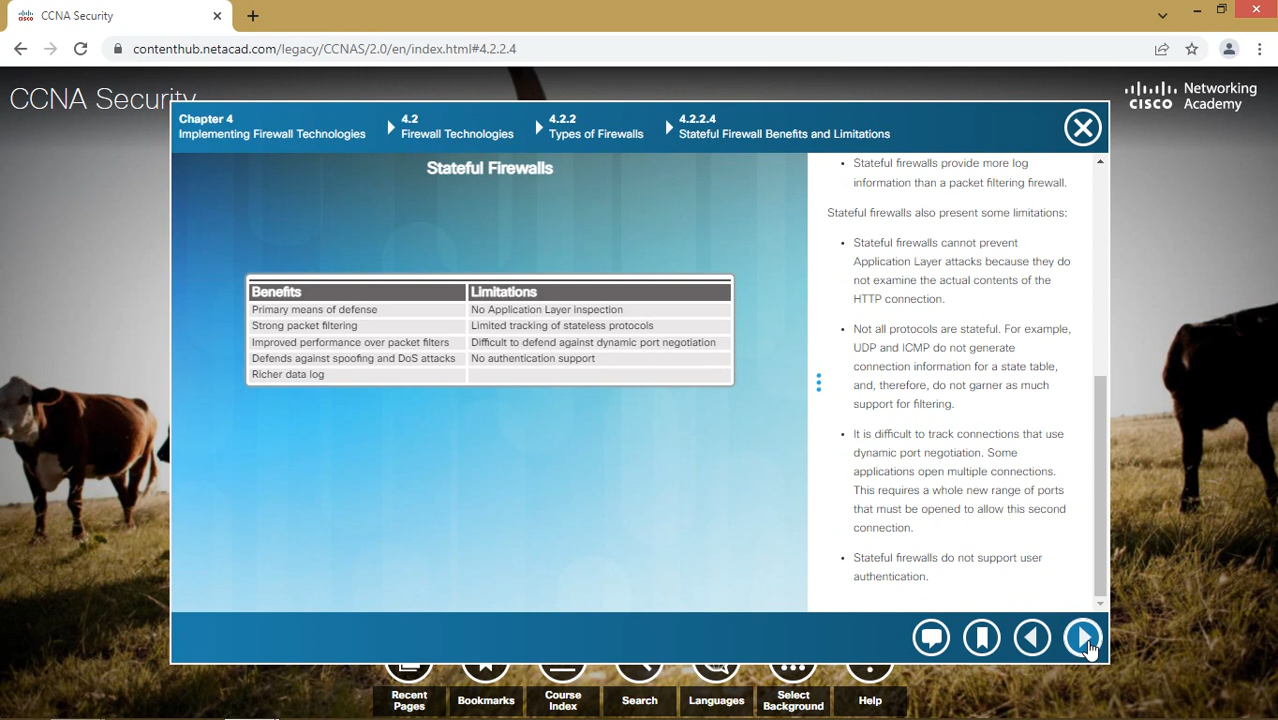 CCNA Security
contenthub.netacad.com/legacy/CCNAS/2.0/en/index.html#4.2.2.4
CCNA Security
Networking
CISCO Academy
Chapter 4
Implementing Firewall Technologies
4.2
Firewall Technologies
4.2.2
Types of Firewalls
4.2.2.4
Stateful Firewall Benefits and Limitations
Stateful Firewalls
Benefits Limitations
Primary means of defense No Application Layer inspection
Strong packet filtering Limited tracking of stateless protocols
Improved performance over packet filters Difficult to defend against dynamic port negotiation
Defends against spoofing and DoS attacks No authentication support
Richer data log
• Stateful firewalls provide more log
information than a packet filtering firewall.
Stateful firewalls also present some limitations:
• Stateful firewalls cannot prevent
Application Layer attacks because they do
not examine the actual contents of the
HTTP connection.
• Not all protocols are stateful. For example,
UDP and ICMP do not generate
connection information for a state table,
and, therefore, do not garner as much
support for filtering.
• It is difficult to track connections that use
dynamic port negotiation. Some
applications open multiple connections.
This requires a whole new range of ports
that must be opened to allow this second
connection.
• Stateful firewalls do not support user
authentication.
Recent
Pages
Bookmarks
Course
Index
Search
Languages
Select
Background
Help